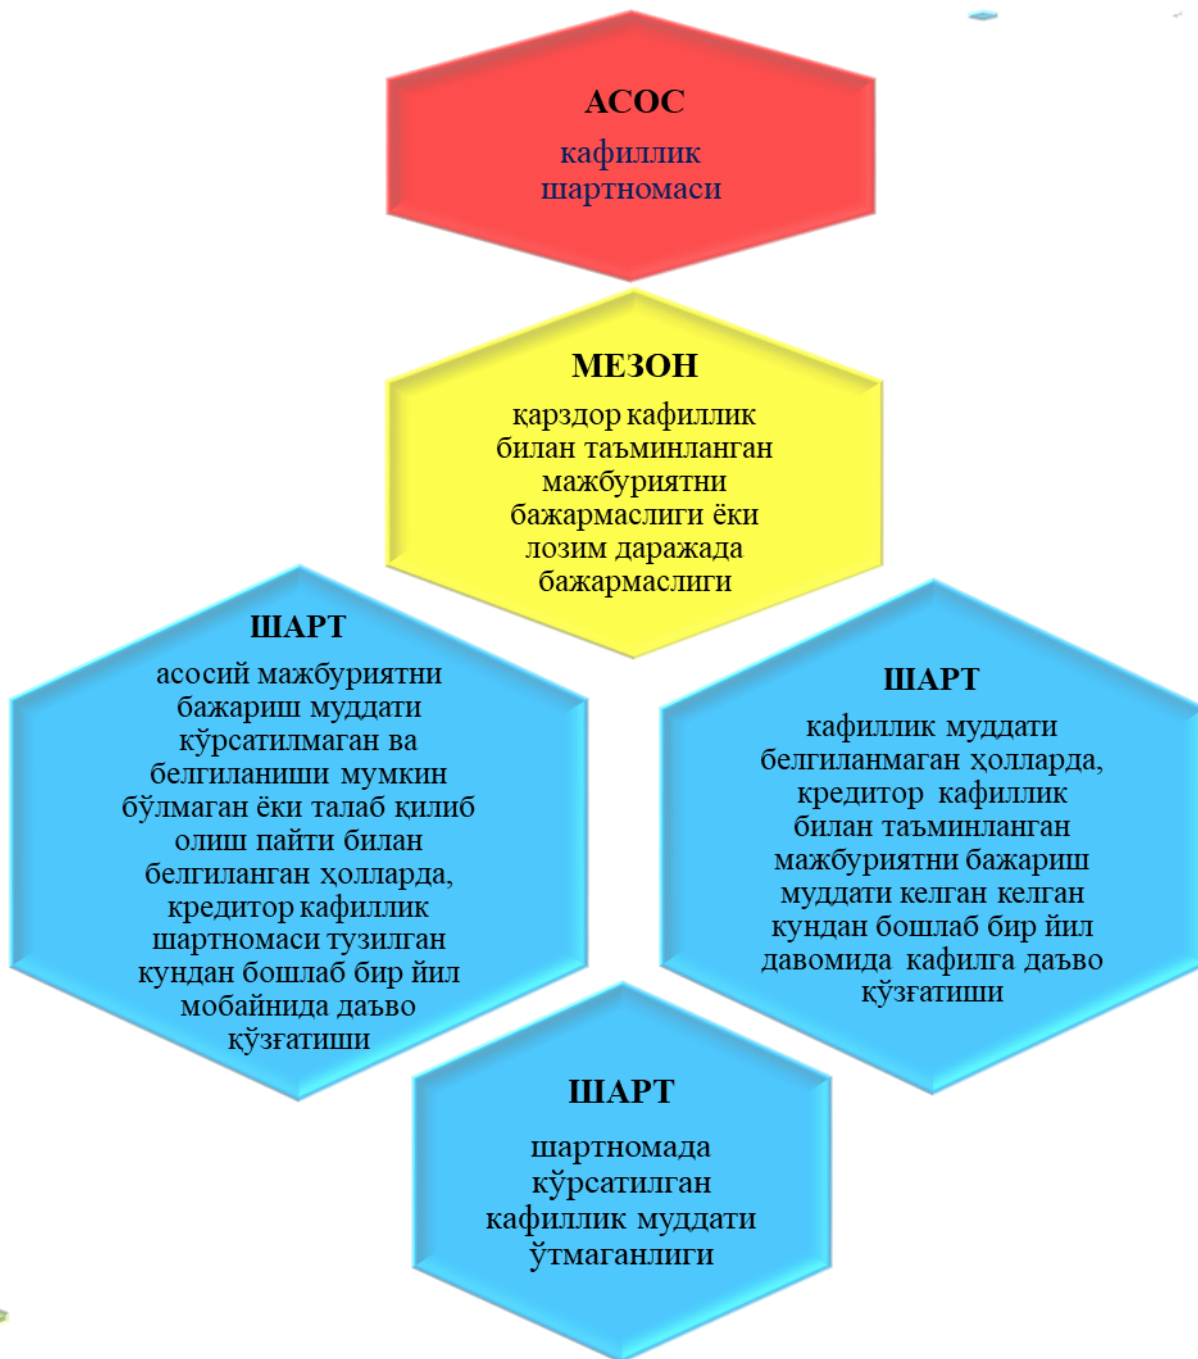 АСОС
кафиллик
шартномаси
МЕЗОН
қарздор кафиллик
билан таъминланган
мажбуриятни
бажармаслиги ёки
лозим даражада
бажармаслиги
ШАРТ
асосий мажбуриятни
бажариш муддати
кўрсатилмаган ва
белгиланиши мумкин
бўлмаган ёки талаб қилиб
олиш пайти билан
белгиланган ҳолларда,
кредитор кафиллик
шартномаси тузилган
кундан бошлаб бир йил
мобайнида даъво
қўзғатиши
ШАРТ
кафиллик муддати
белгиланмаган ҳолларда,
кредитор кафиллик
билан таъминланган
мажбуриятни бажариш
муддати келган келган
кундан бошлаб бир йил
давомида кафилга даъво
қўзғатиши
ШАРТ
шартномада
кўрсатилган
кафиллик муддати
ўтмаганлиги